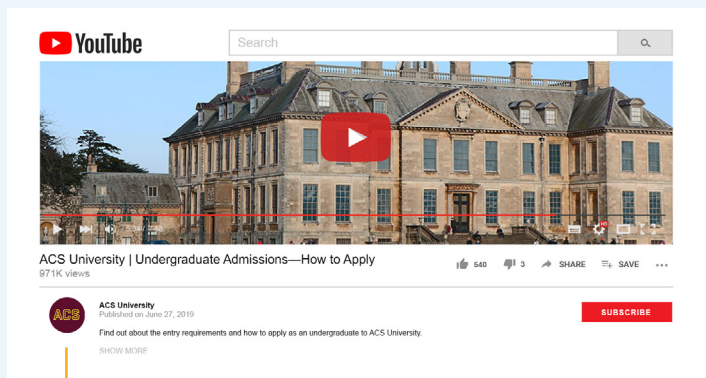 YouTube
Search
ACS University | Undergraduate Admissions—How to Apply
971K views
540
3
SHARE
SAVE
ACS
ACS University
Published on June 27, 2019
SUBSCRIBE
Find out about the entry requirements and how to apply as an undergraduate to ACS University.
SHOW MORE